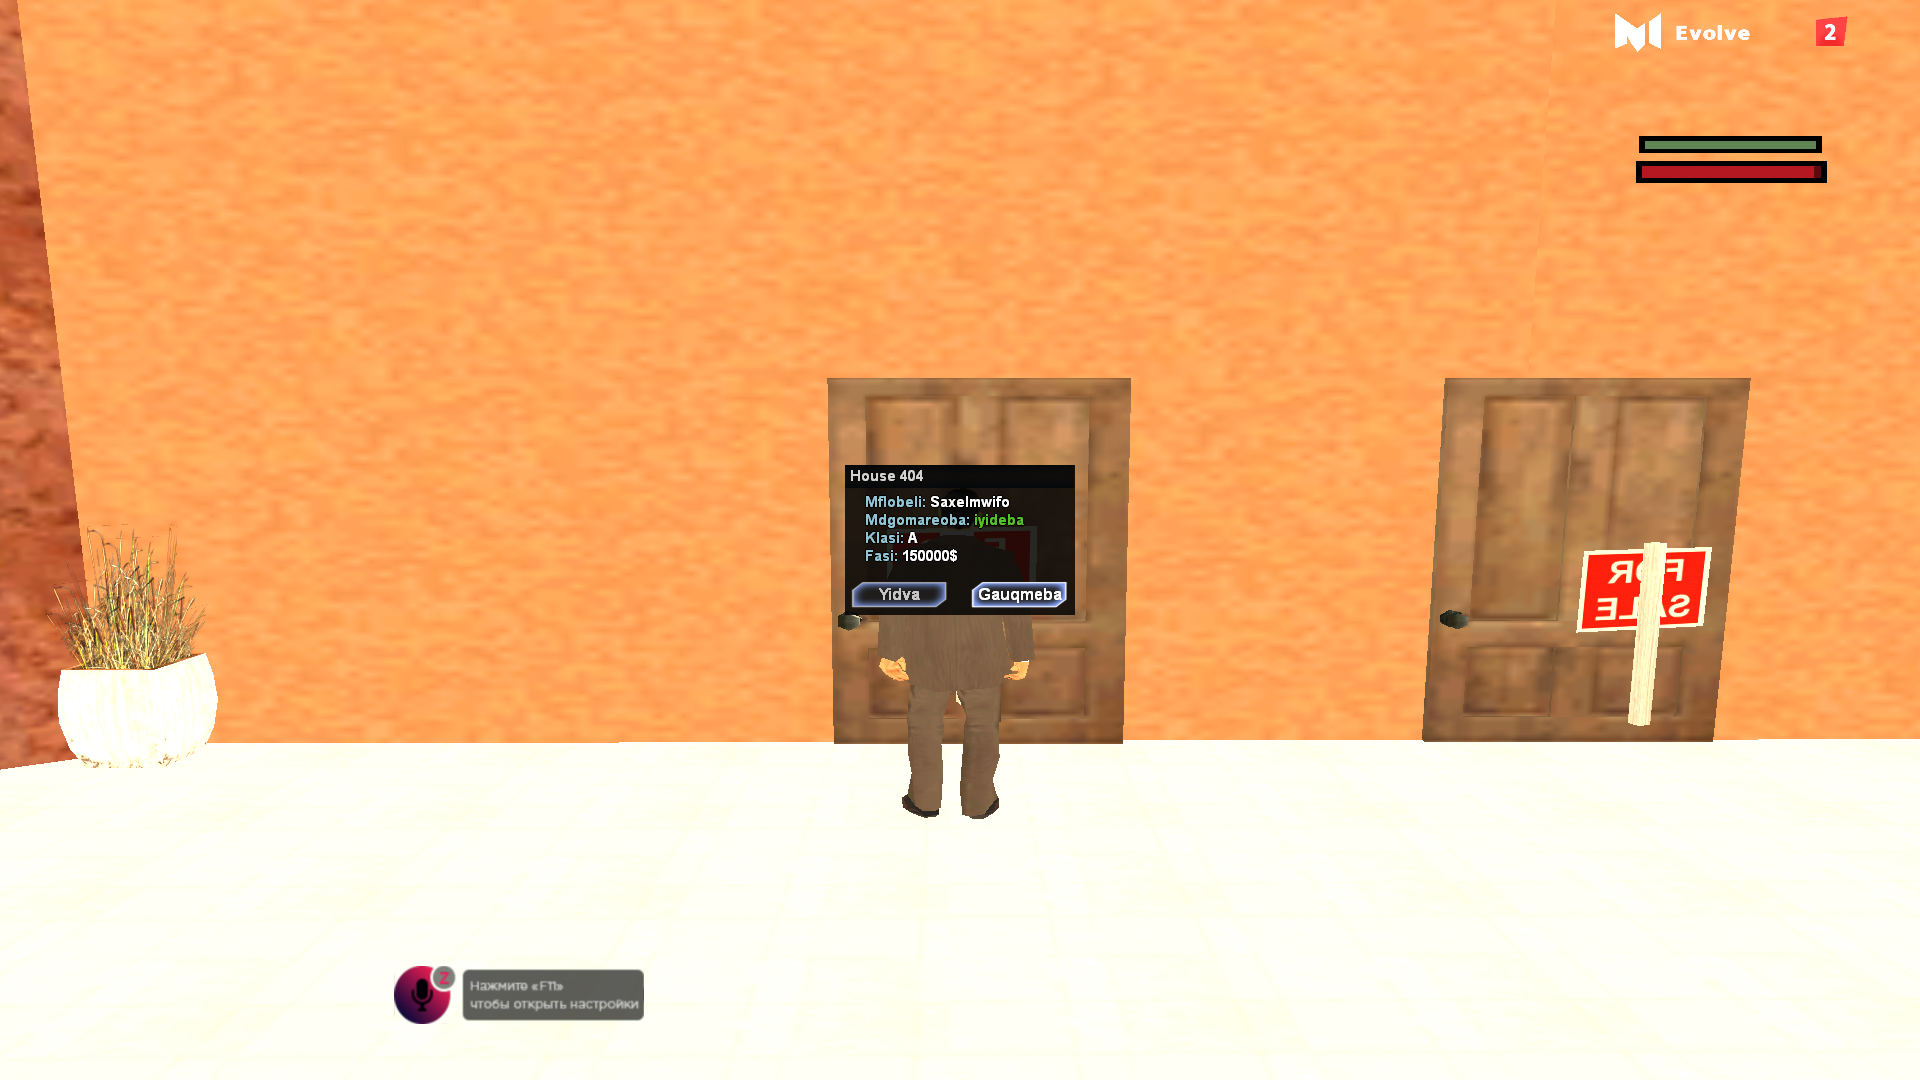 Evolve
2
House 404
Mflobeli: Saxelmwifo
Mdgomareoba: iyideba
Klasi: A
Fasi: 150000$
Yidva
Gauqmeba
FOR
SALE
Z
Нажмите «F11»
чтобы открыть настройки